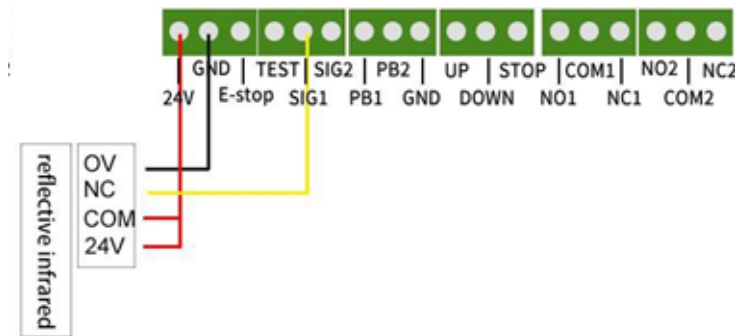 GND TEST SIG2 PB2 UP STOP COM1 NO2 NC2
24V E-stop SIG1 PB1 GND DOWN NO1 NC1 COM2
reflective infrared
OV
NC
COM
24V